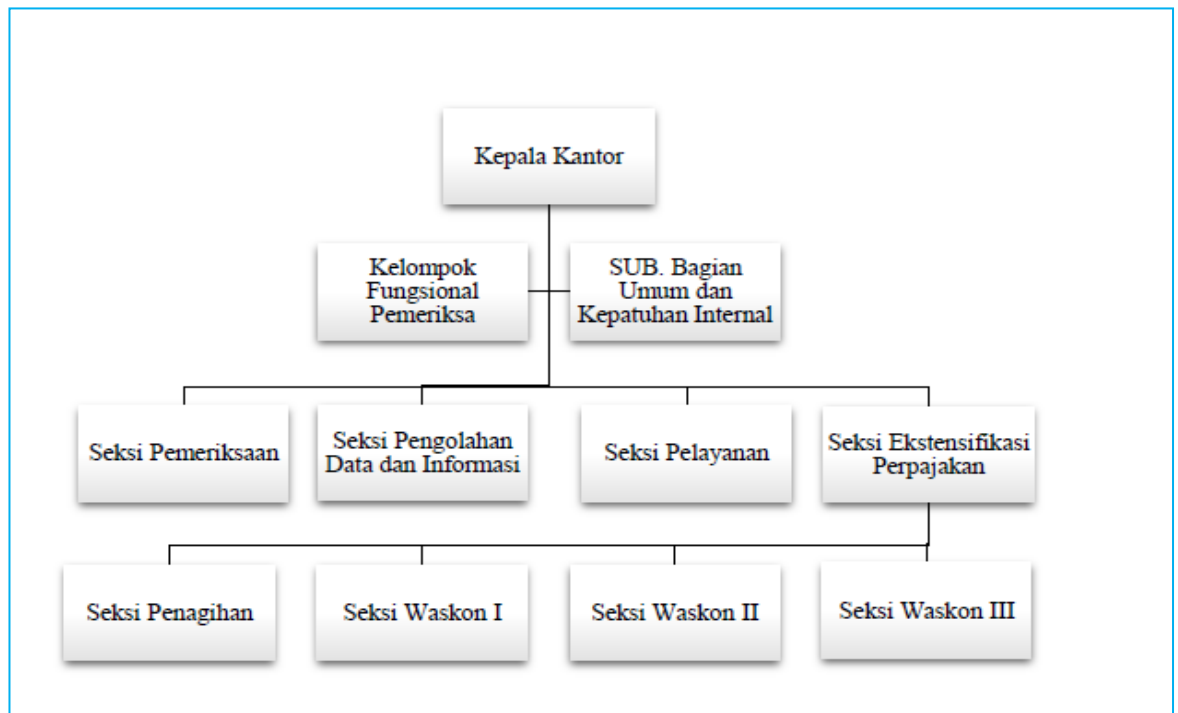 Kepala Kantor
Kelompok
Fungsional
Pemeriksa
SUB. Bagian
Umum dan
Kepatuhan Internal
Seksi Pemeriksaan
Seksi Pengolahan
Data dan Informasi
Seksi Pelayanan
Seksi Ekstensifikasi
Perpajakan
Seksi Penagihan
Seksi Waskon I
Seksi Waskon II
Seksi Waskon III